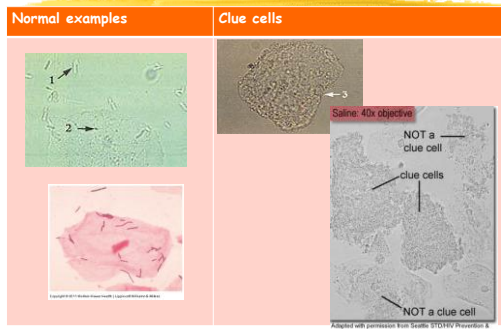 Normal examples
Clue cells
1
2
3
Saline: 40x objective
NOT a
clue cell
clue cells
NOT a clue cell
Adapted with permission from Seattle STD/HIV Prevention &